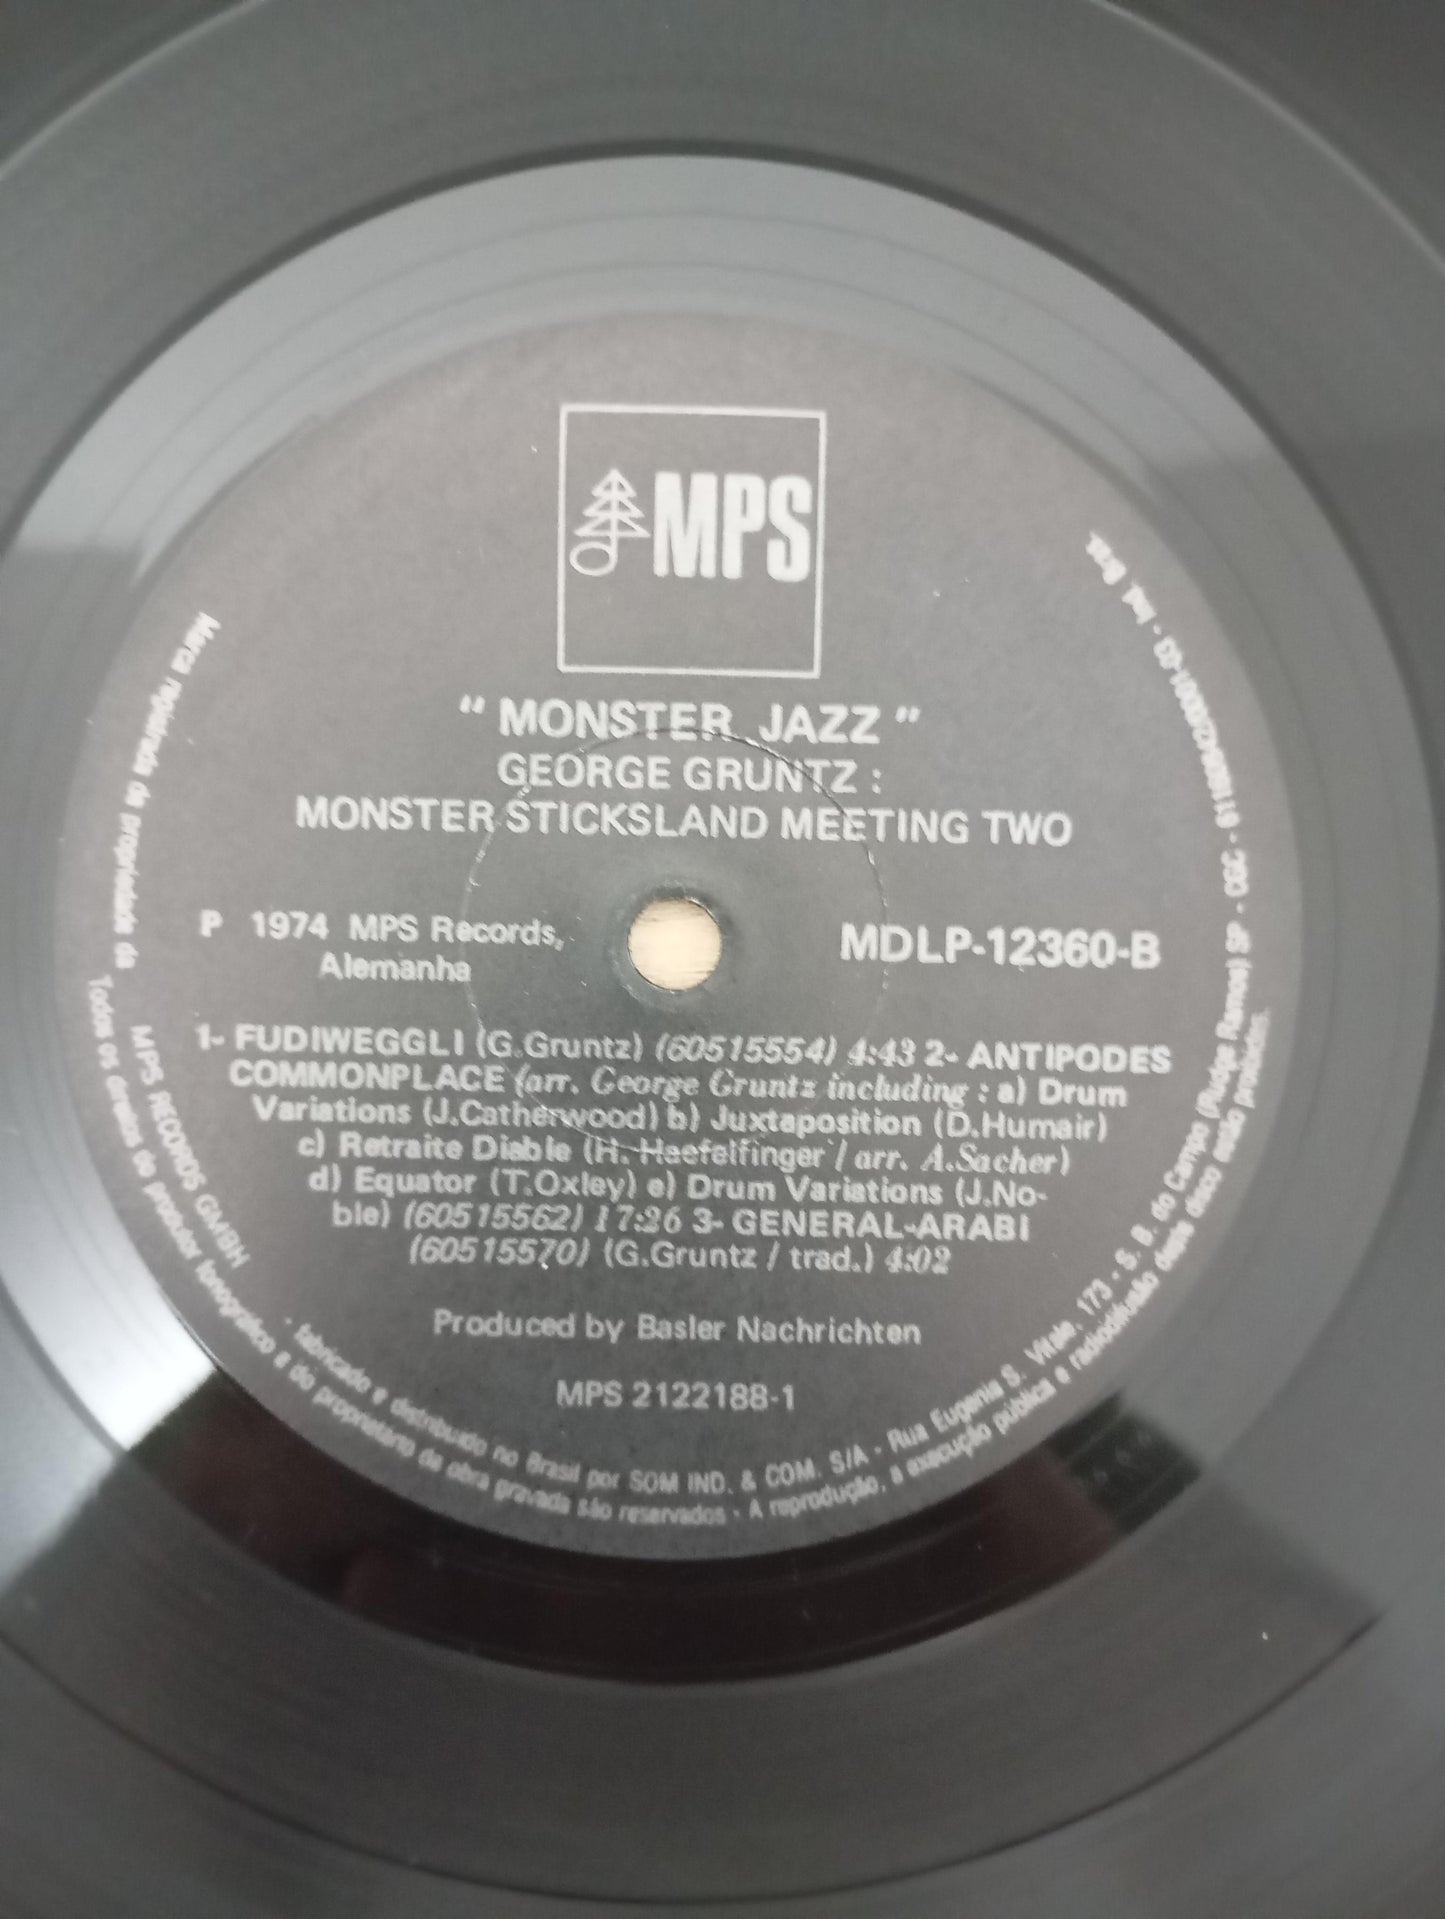 MPS
" MONSTER JAZZ "
GEORGE GRUNTZ :
MONSTER STICKSLAND MEETING TWO
P 1974 MPS Records,
Alemanha
MDLP-12360-B
1- FUDIWEGGLI (G.Gruntz) (60515554) 4:43 2- ANTIPODES
COMMONPLACE (arr. George Gruntz including : a) Drum
Variations (J.Catherwood) b) Juxtaposition (D.Humair)
c) Retraite Diable (H. Haefelfinger / arr. A.Sacher)
d) Equator (T.Oxley) e) Drum Variations (J.No-
ble) (60515562) 17:26 3- GENERAL-ARABI
(60515570) (G.Gruntz / trad.) 4:02
Produced by Basler Nachrichten
MPS 2122188-1
Marca registrada de propriedade da MPS RECORDS GMBH - fabricado e distribuido no Brasil por SOM IND. & COM. S/A - Rua Eugenia S. Vitale, 173 - S. B. do Campo (Rudge Ramos) SP - CGC - Ind. Bras.
Todos os direitos do produtor fonográfico e do proprietário da obra gravada são reservados - A reprodução, a execução pública e radiodifusão deste disco estão proibidas.